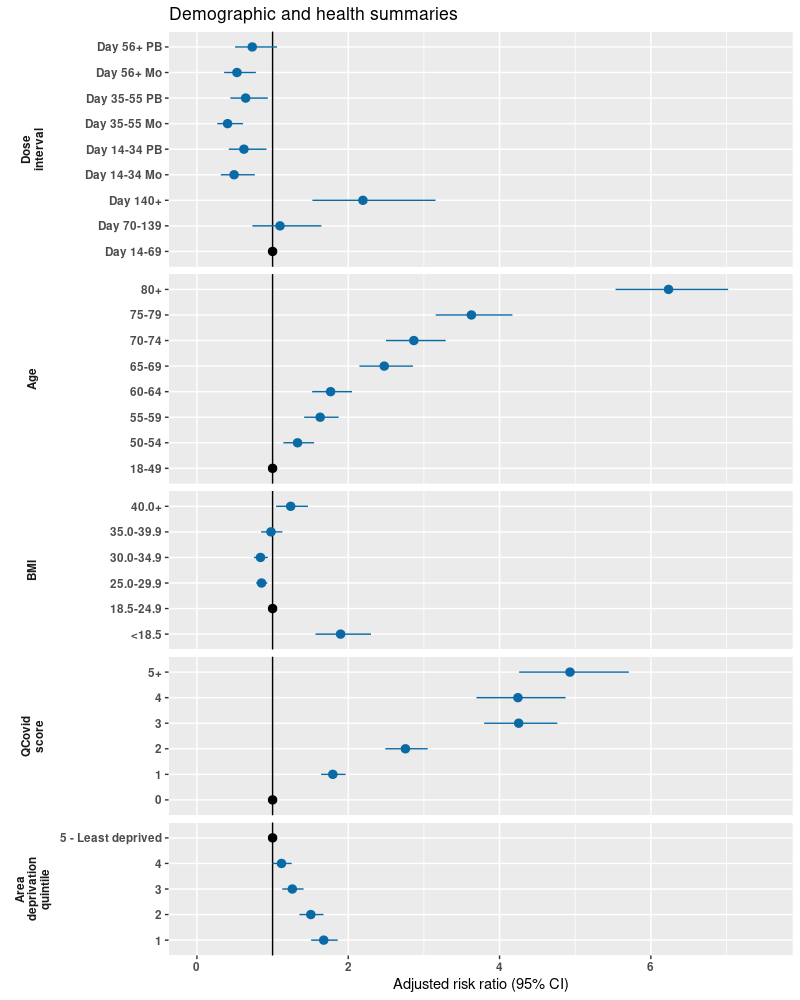 Demographic and health summaries
Dose
interval
Day 56+ PB
Day 56+ Mo
Day 35-55 PB
Day 35-55 Mo
Day 14-34 PB
Day 14-34 Mo
Day 140+
Day 70-139
Day 14-69
Age
80+
75-79
70-74
65-69
60-64
55-59
50-54
18-49
BMI
40.0+
35.0-39.9
30.0-34.9
25.0-29.9
18.5-24.9
<18.5
QCovid
score
5+
4
3
2
1
0
Area
deprivation
quintile
5 - Least deprived
4
3
2
1
0 2 4 6
Adjusted risk ratio (95% CI)